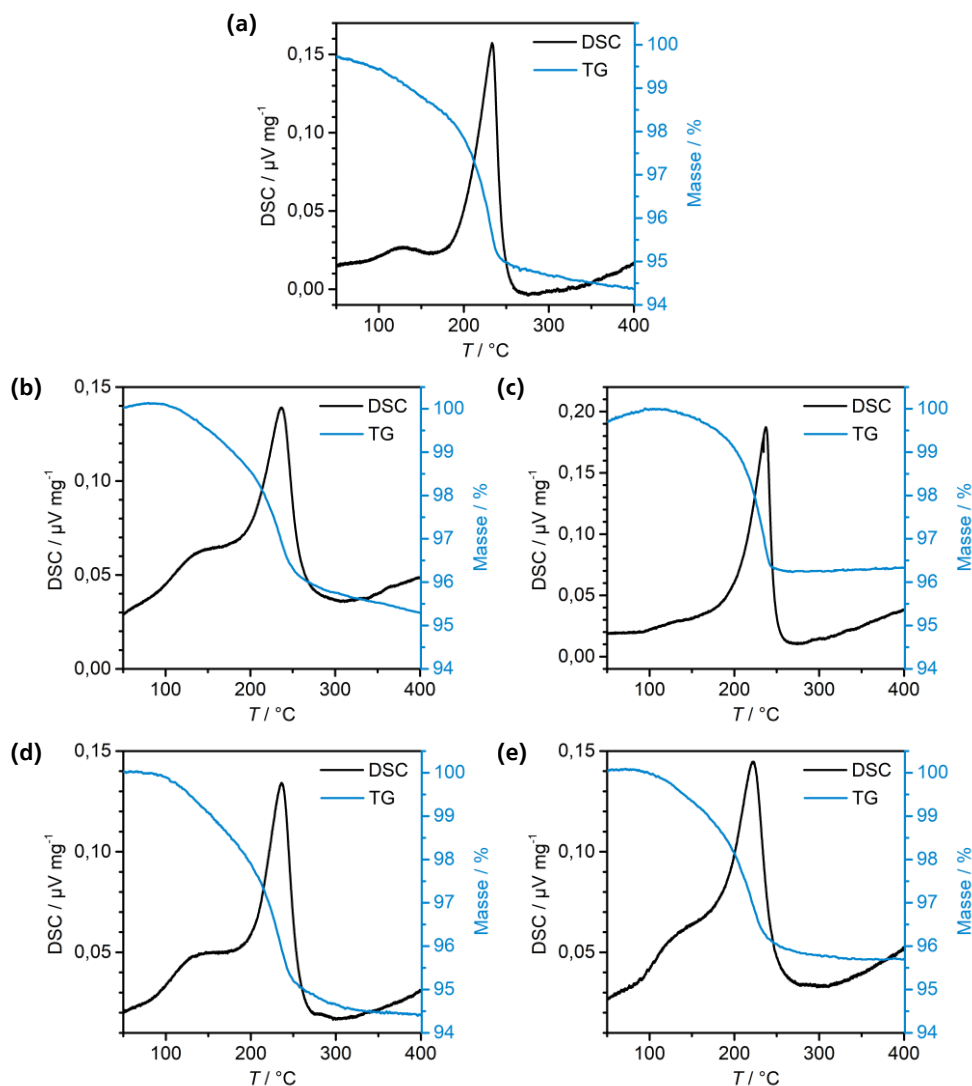 (a)
DSC
TG
DSC / µV mg⁻¹
0,15
0,10
0,05
0,00
100
99
98
97
96
95
94
Masse / %
100 200 300 400
T / °C
(b)
DSC
TG
DSC / µV mg⁻¹
0,15
0,10
0,05
0,00
100
99
98
97
96
95
94
Masse / %
100 200 300 400
T / °C
(c)
DSC
TG
DSC / µV mg⁻¹
0,20
0,15
0,10
0,05
0,00
100
99
98
97
96
95
94
Masse / %
100 200 300 400
T / °C
(d)
DSC
TG
DSC / µV mg⁻¹
0,15
0,10
0,05
100
99
98
97
96
95
94
Masse / %
100 200 300 400
T / °C
(e)
DSC
TG
DSC / µV mg⁻¹
0,15
0,10
0,05
100
99
98
97
96
95
94
Masse / %
100 200 300 400
T / °C